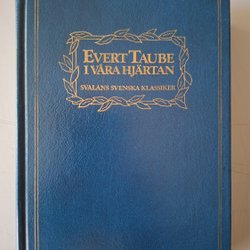 EVERT TAUBE
I VÅRA HJÄRTAN
SVALANS SVENSKA KLASSIKER